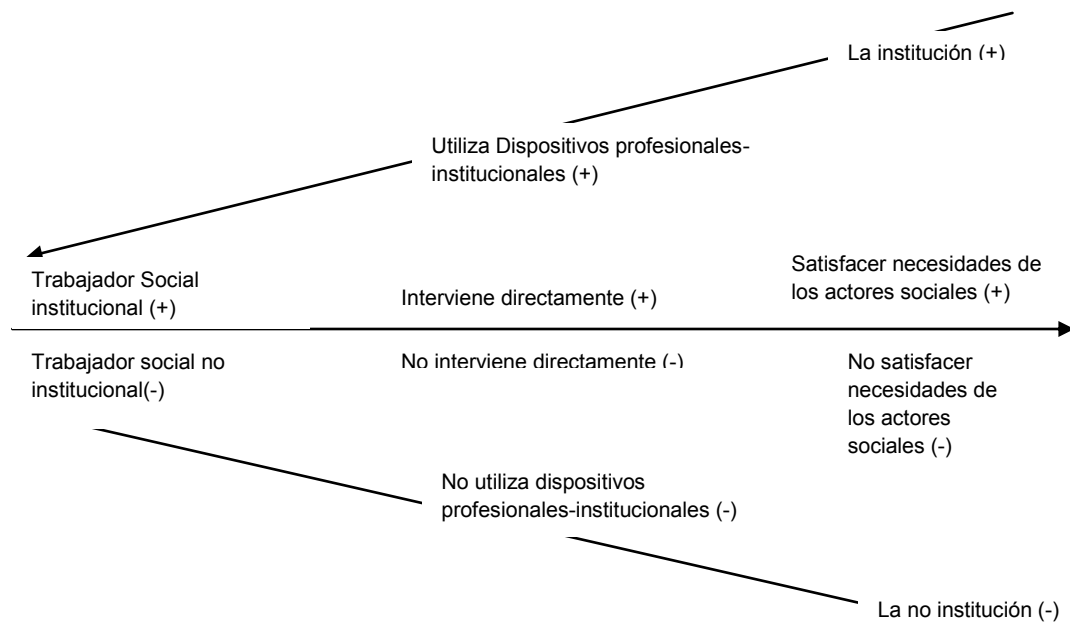 La institución (+)
Utiliza Dispositivos profesionales-
institucionales (+)
Trabajador Social
institucional (+)
Interviene directamente (+)
Satisfacer necesidades de
los actores sociales (+)
Trabajador social no
institucional(-)
No interviene directamente (-)
No satisfacer
necesidades de
los actores
sociales (-)
No utiliza dispositivos
profesionales-institucionales (-)
La no institución (-)